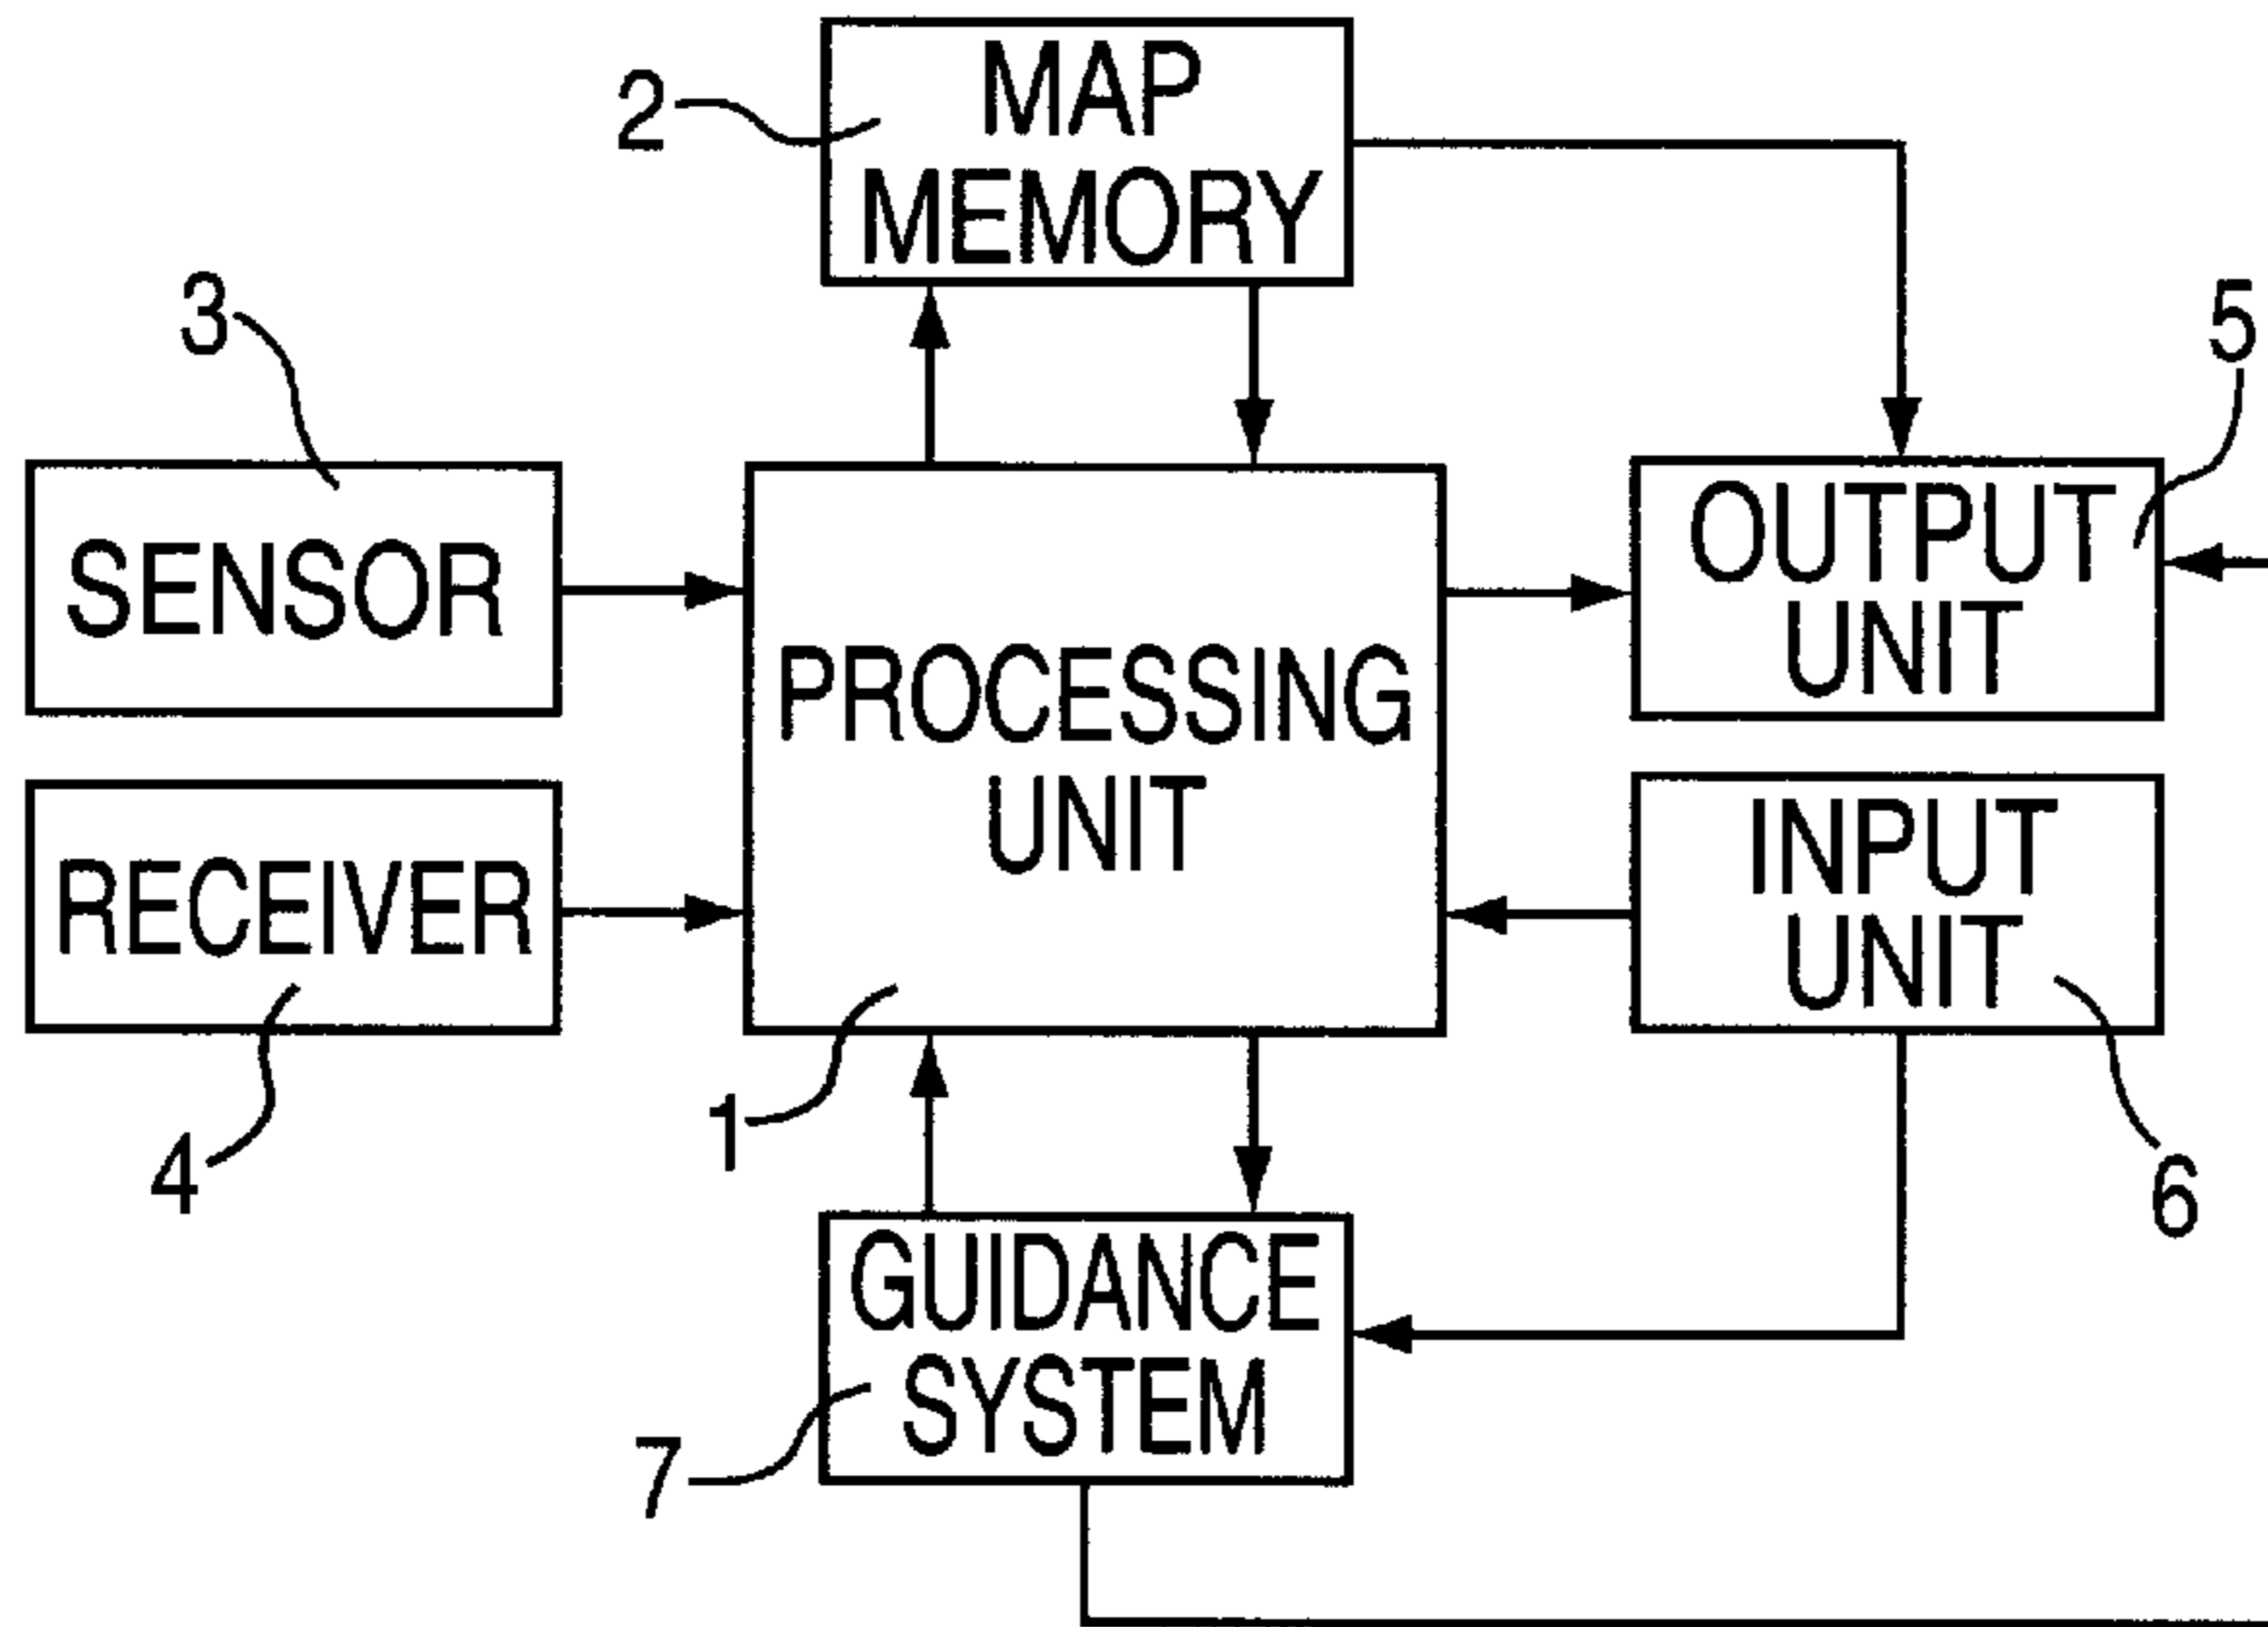 MAP
MEMORY
2
3
5
SENSOR
OUTPUT
UNIT
PROCESSING
UNIT
RECEIVER
INPUT
UNIT
4
1
6
GUIDANCE
SYSTEM
7